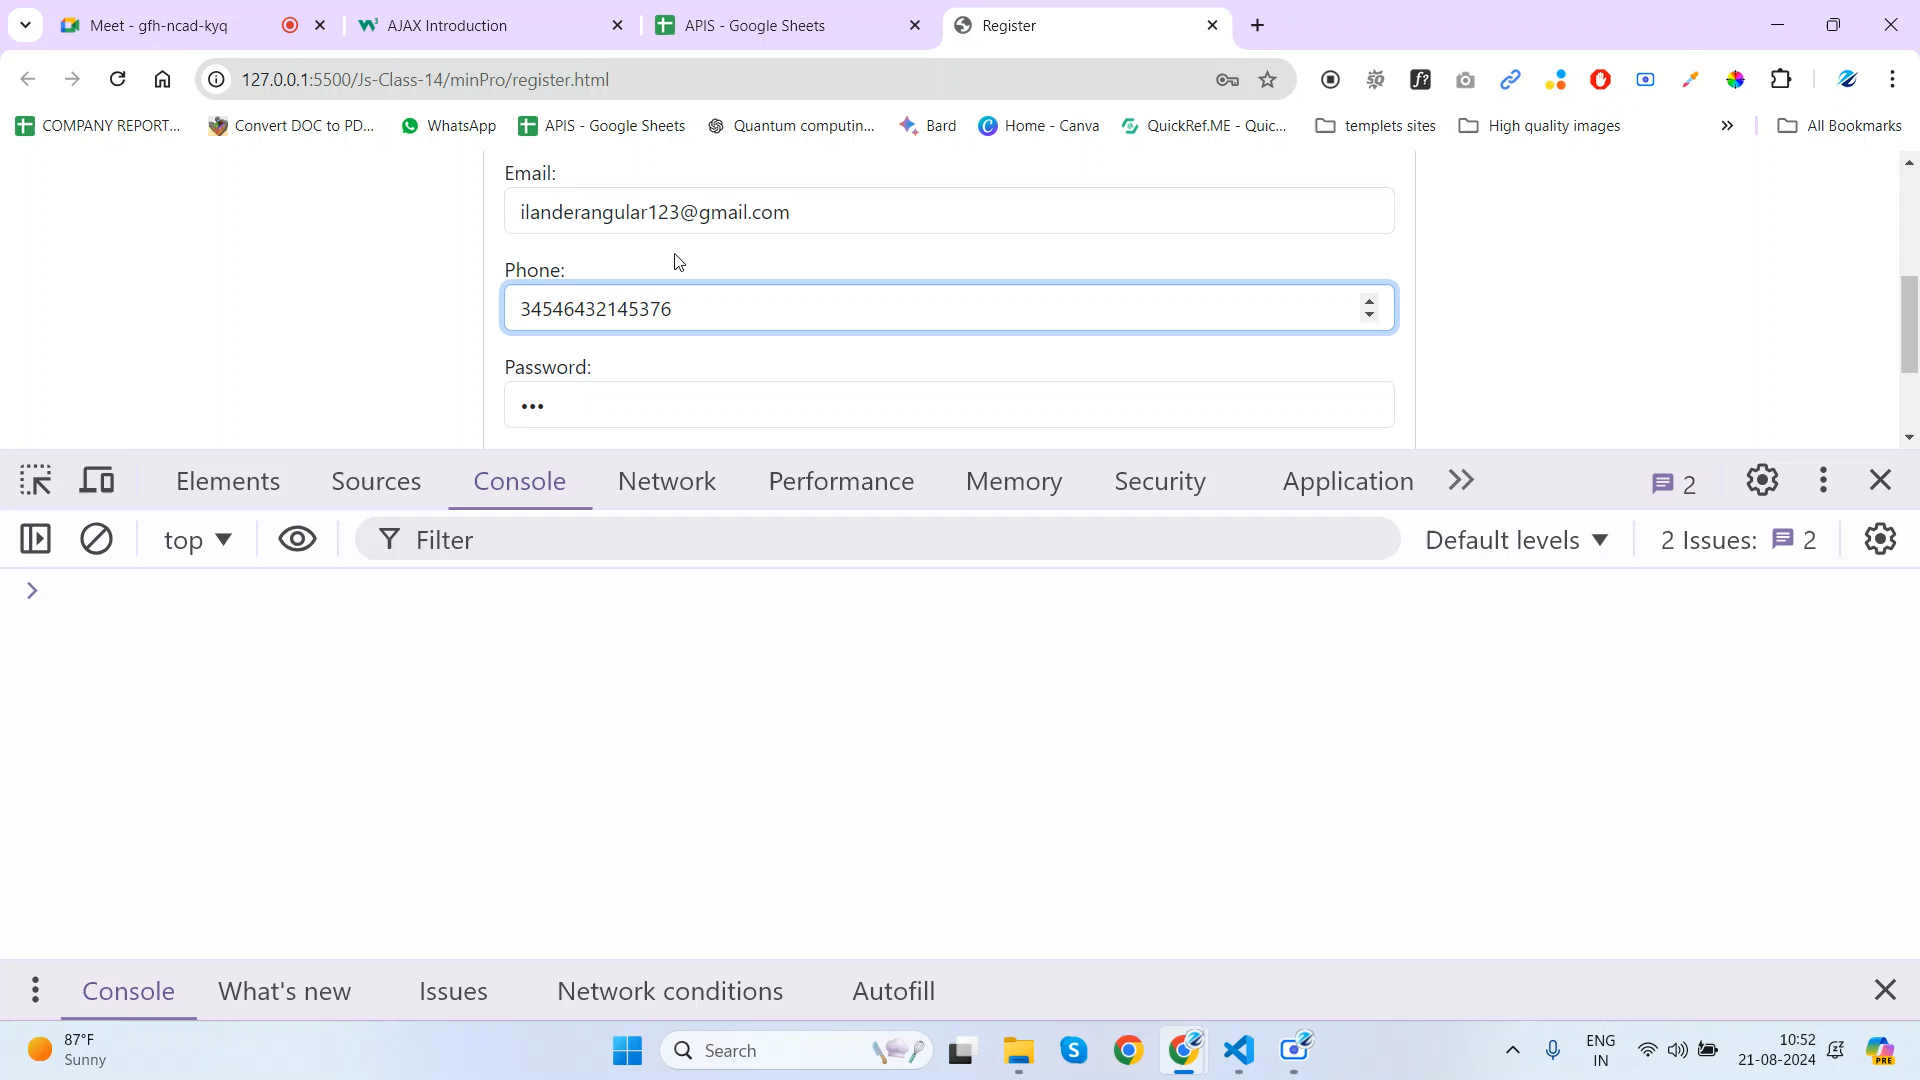 Meet - gfh-ncad-kyq
AJAX Introduction
APIS - Google Sheets
Register
127.0.0.1:5500/Js-Class-14/minPro/register.html
COMPANY REPORT...
Convert DOC to PD...
WhatsApp
APIS - Google Sheets
Quantum computin...
Bard
Home - Canva
QuickRef.ME - Quic...
templets sites
High quality images
All Bookmarks
Email:
ilanderangular123@gmail.com
Phone:
34546432145376
Password:
•••
Elements
Sources
Console
Network
Performance
Memory
Security
Application
2
top
Filter
Default levels
2 Issues:
2
Console
What's new
Issues
Network conditions
Autofill
87°F
Sunny
Search
ENG
IN
10:52
21-08-2024
PRE